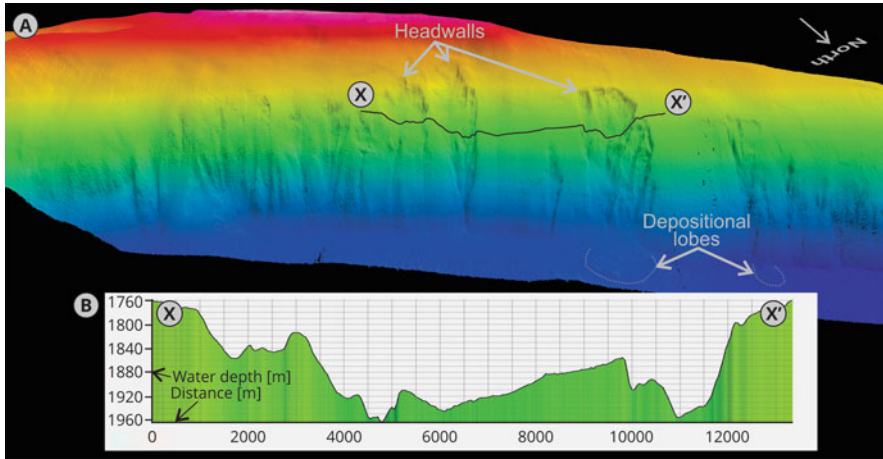 A
Headwalls
North
X
X'
Depositional
lobes
B
1760
X
X'
1800
1840
1880
Water depth [m]
Distance [m]
1920
1960
0
2000
4000
6000
8000
10000
12000